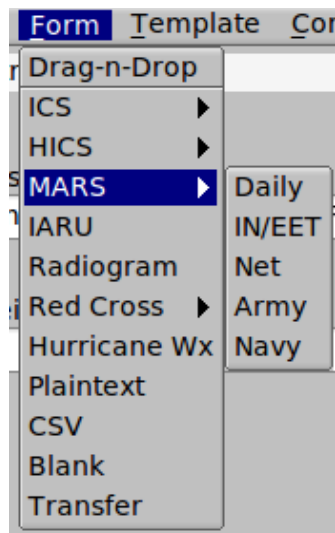 Form Template
Drag-n-Drop
ICS
HICS
MARS
IARU
Radiogram
Red Cross
Hurricane Wx
Plaintext
CSV
Blank
Transfer
Daily
IN/EET
Net
Army
Navy